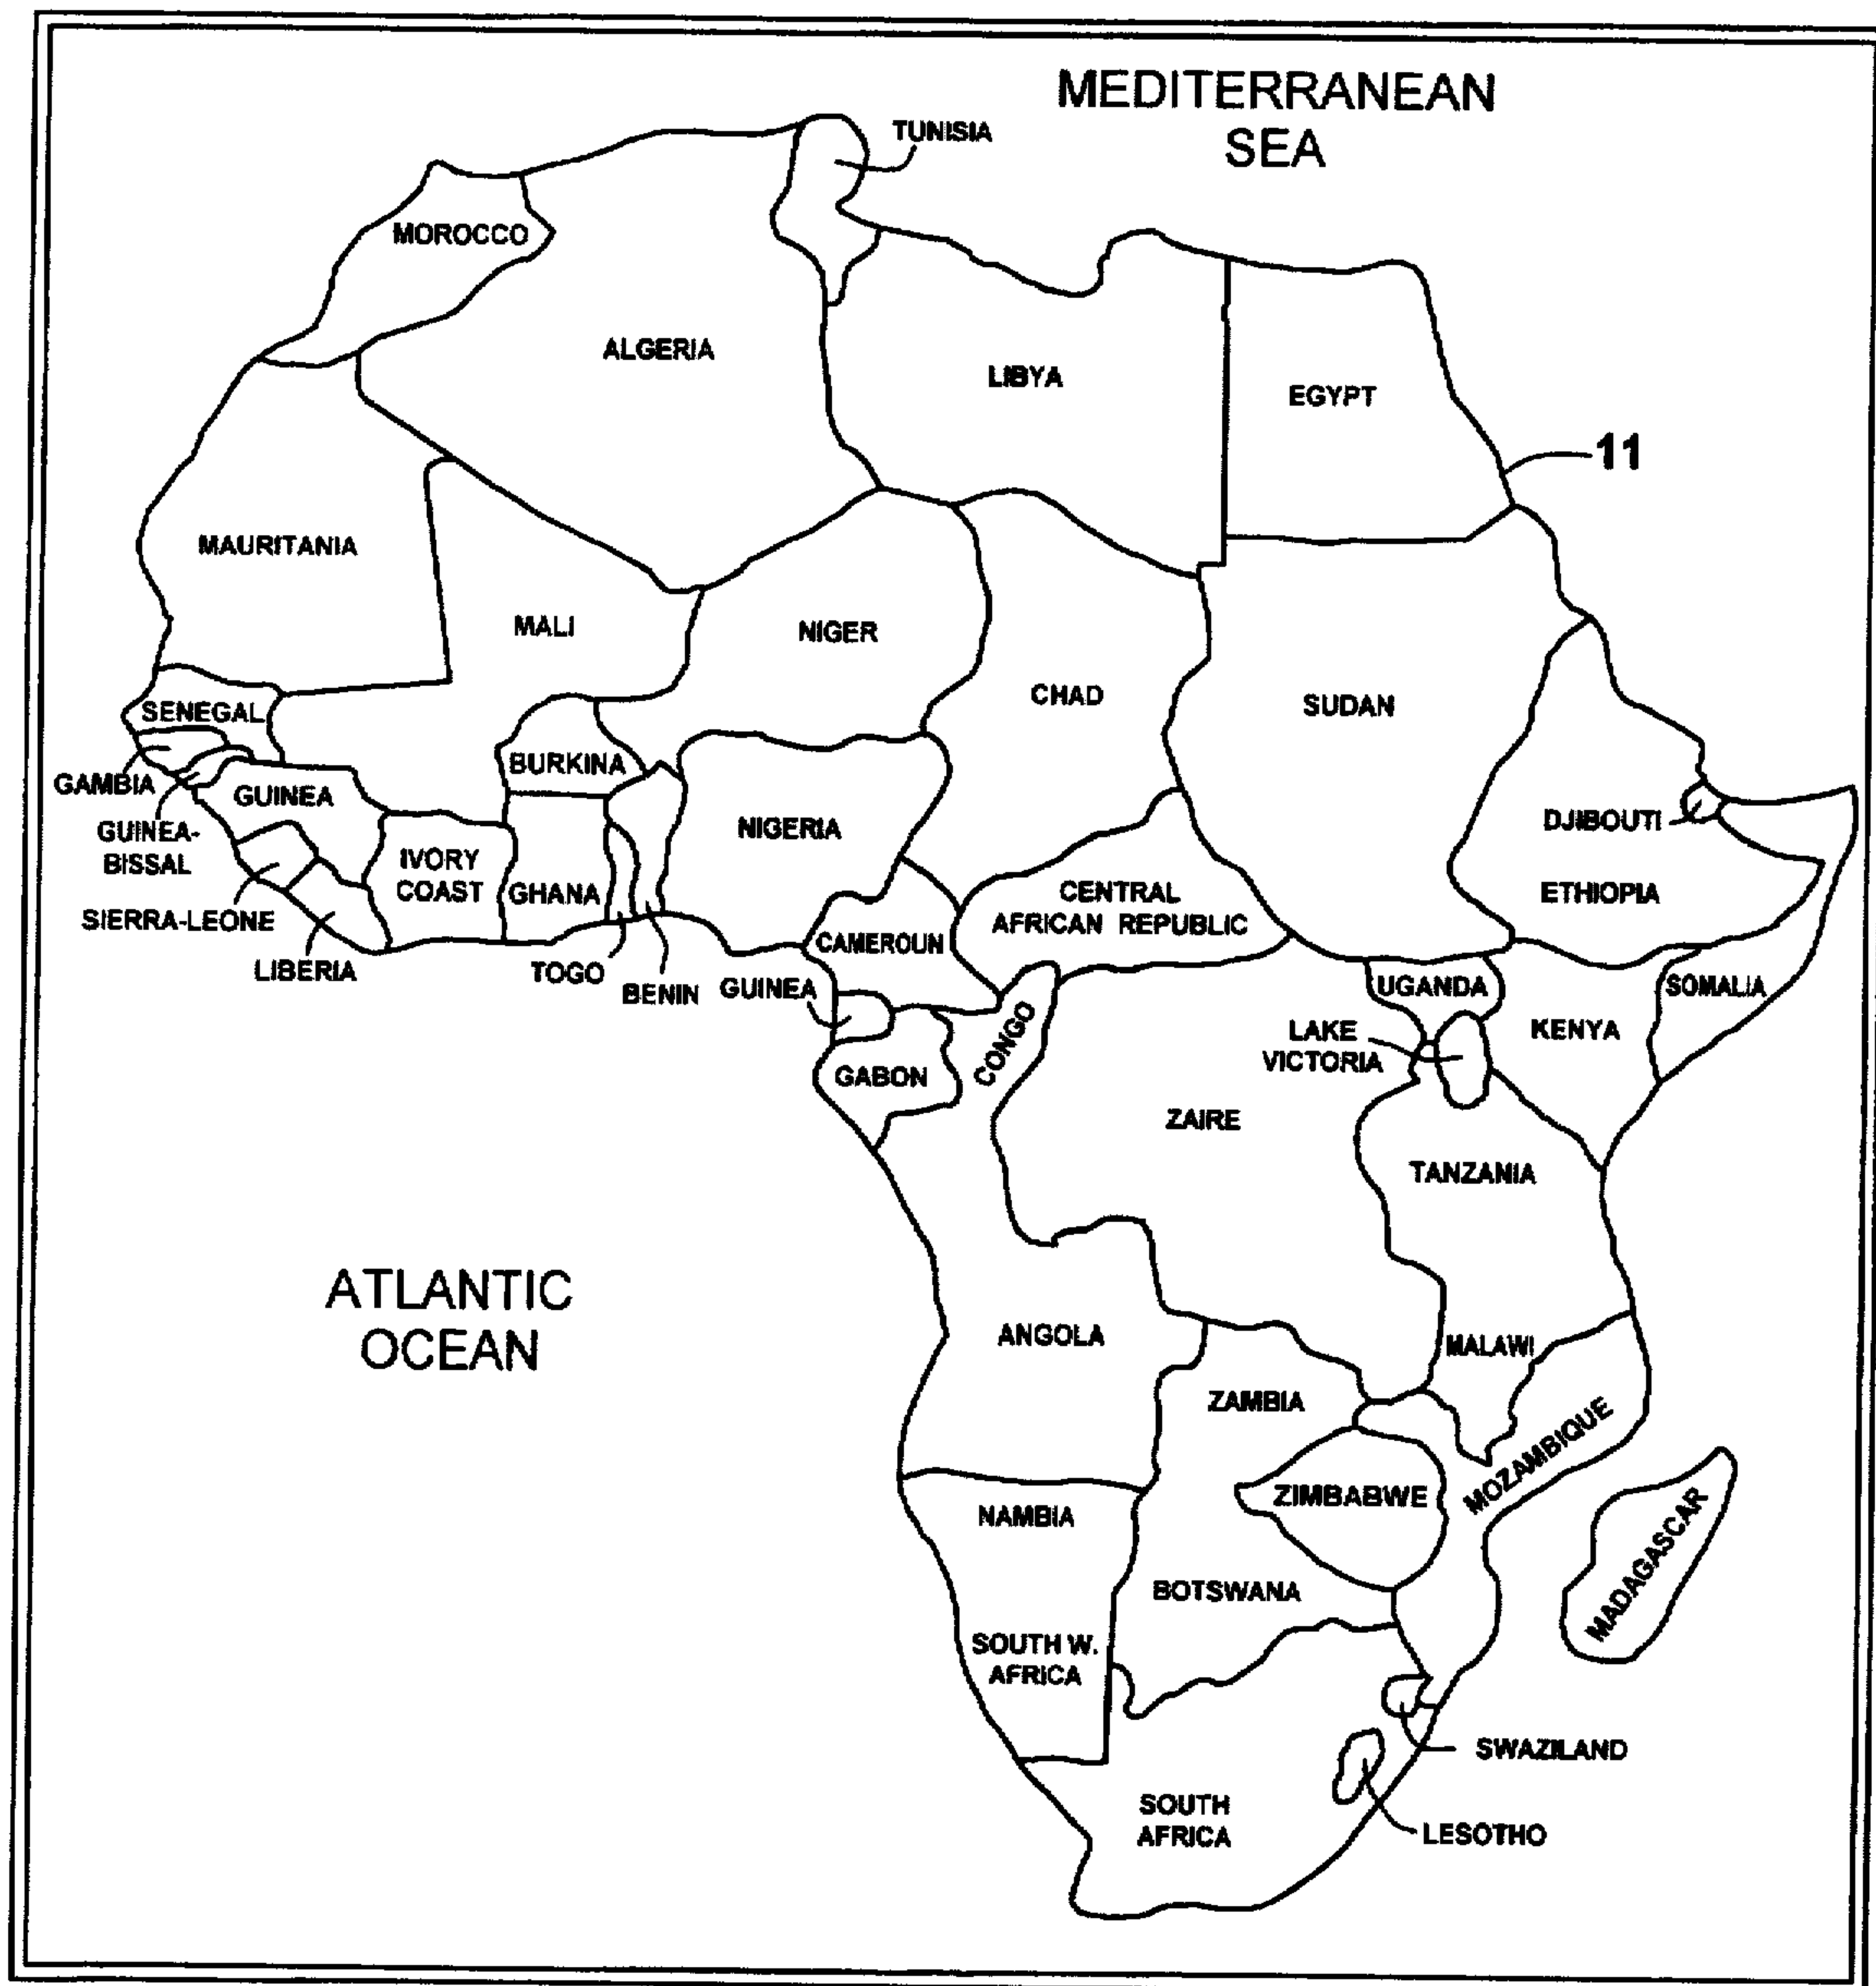 MEDITERRANEAN
SEA
TUNISIA
MOROCCO
ALGERIA
LIBYA
EGYPT
11
MAURITANIA
MALI
NIGER
CHAD
SUDAN
SENEGAL
GAMBIA
GUINEA
BURKINA
NIGERIA
DJIBOUTI
GUINEA-
BISSAL
IVORY
COAST
GHANA
CENTRAL
AFRICAN REPUBLIC
ETHIOPIA
SIERRA-LEONE
LIBERIA
TOGO
BENIN
CAMEROUN
GUINEA
UGANDA
SOMALIA
CONGO
LAKE
VICTORIA
KENYA
GABON
ZAIRE
TANZANIA
ATLANTIC
OCEAN
ANGOLA
MALAWI
ZAMBIA
MOZAMBIQUE
NAMBIA
ZIMBABWE
MADAGASCAR
BOTSWANA
SOUTH W.
AFRICA
SWAZILAND
SOUTH
AFRICA
LESOTHO